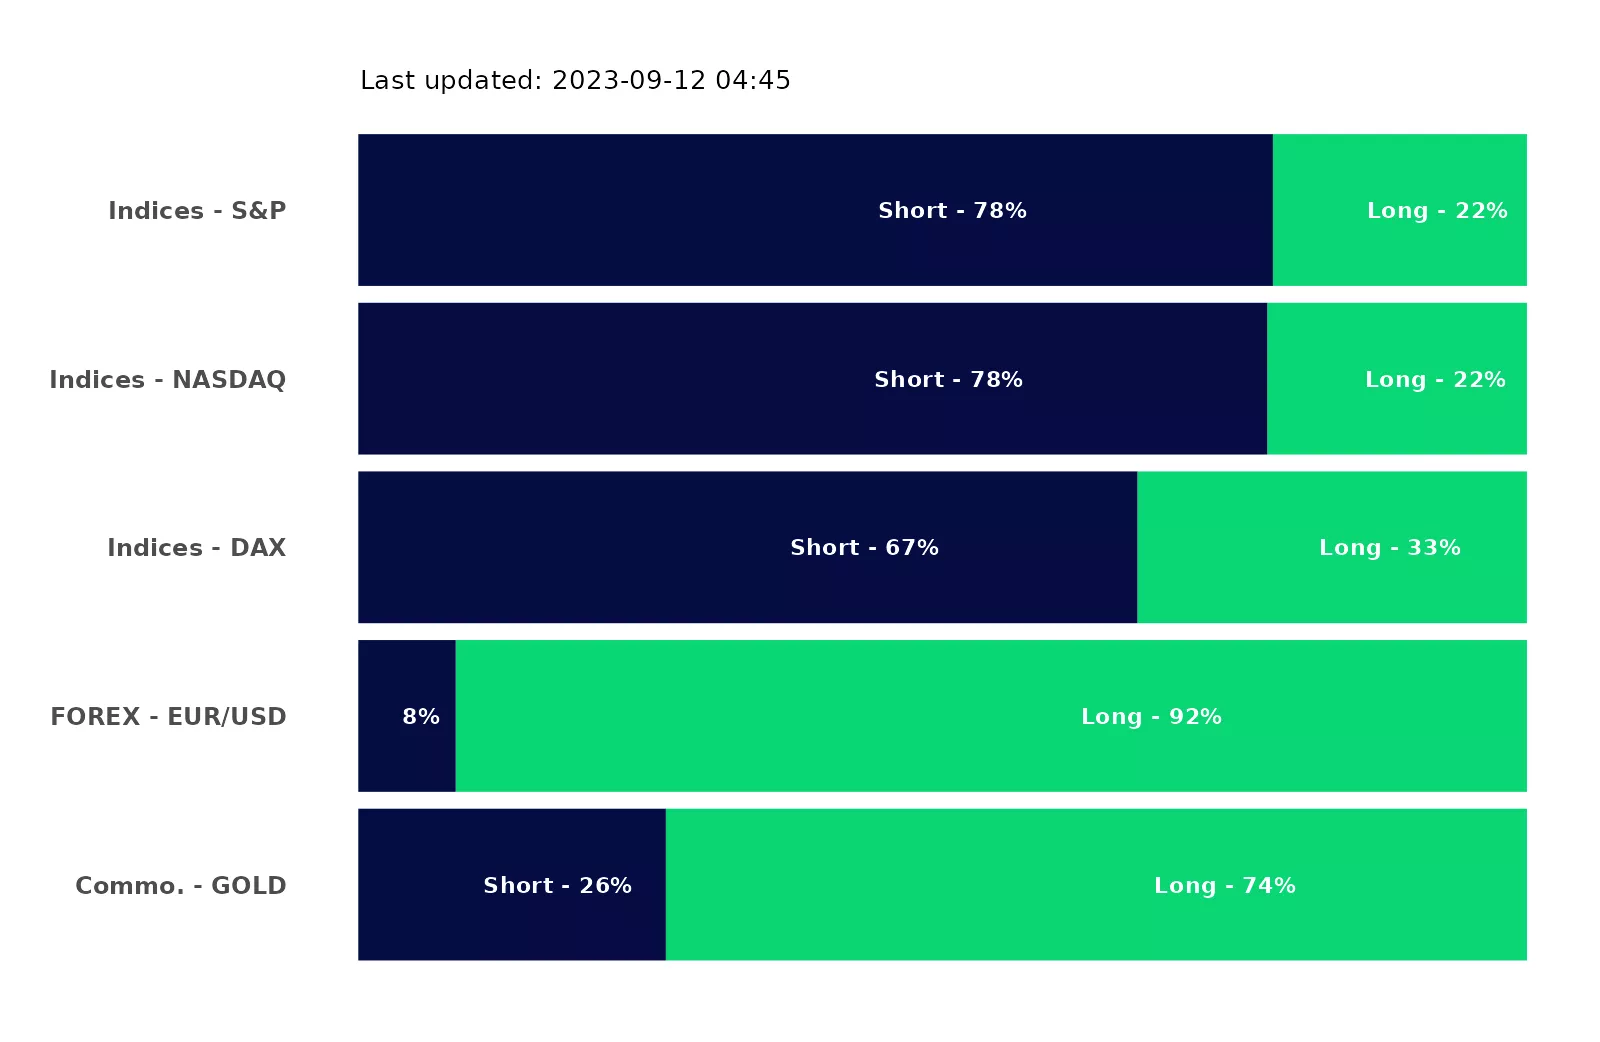 Last updated: 2023-09-12 04:45
Indices - S&P Short - 78% Long - 22%
Indices - NASDAQ Short - 78% Long - 22%
Indices - DAX Short - 67% Long - 33%
FOREX - EUR/USD 8% Long - 92%
Commo. - GOLD Short - 26% Long - 74%